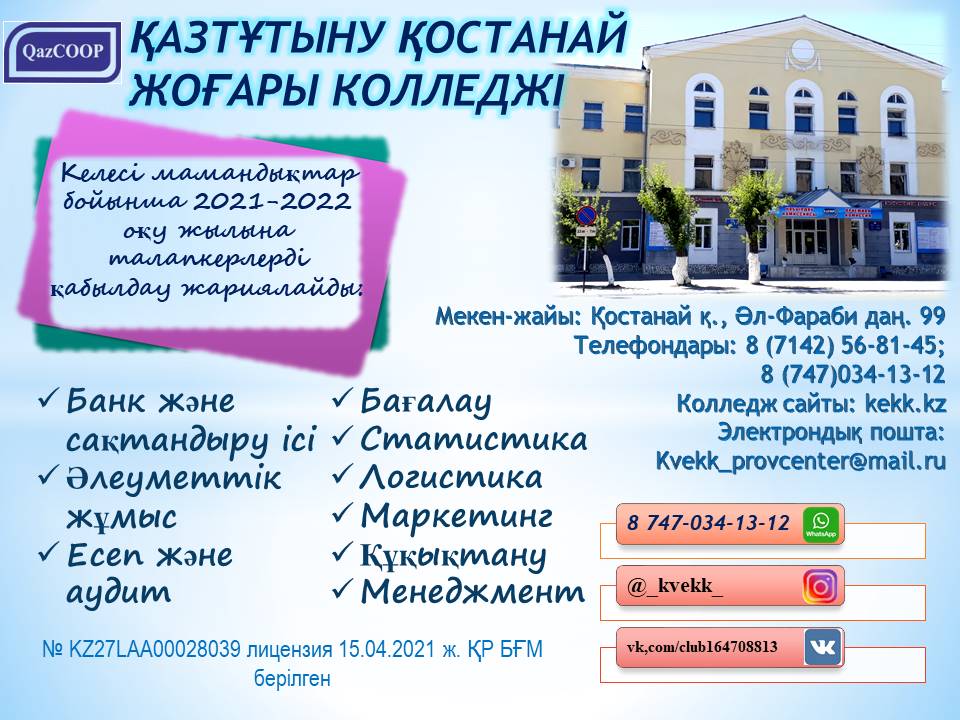 QazCOOP
ҚАЗТҰТЫНУ ҚОСТАНАЙ
ЖОҒАРЫ КОЛЛЕДЖІ
Келесі мамандықтар
бойынша 2021-2022
оқу жылына
талапкерлерді
қабылдау жариялайды:
Мекен-жайы: Қостанай қ., Әл-Фараби даң. 99
Телефондары: 8 (7142) 56-81-45;
8 (747)034-13-12
Колледж сайты: kekk.kz
Электрондық пошта:
Kvekk_provcenter@mail.ru
Банк және
сақтандыру ісі
Әлеуметтік
жұмыс
Есеп және
аудит
Бағалау
Статистика
Логистика
Маркетинг
Құқықтану
Менеджмент
8 747-034-13-12
WhatsApp
@_kvekk_
vk,com/club164708813
№ KZ27LAA00028039 лицензия 15.04.2021 ж. ҚР БҒМ
берілген